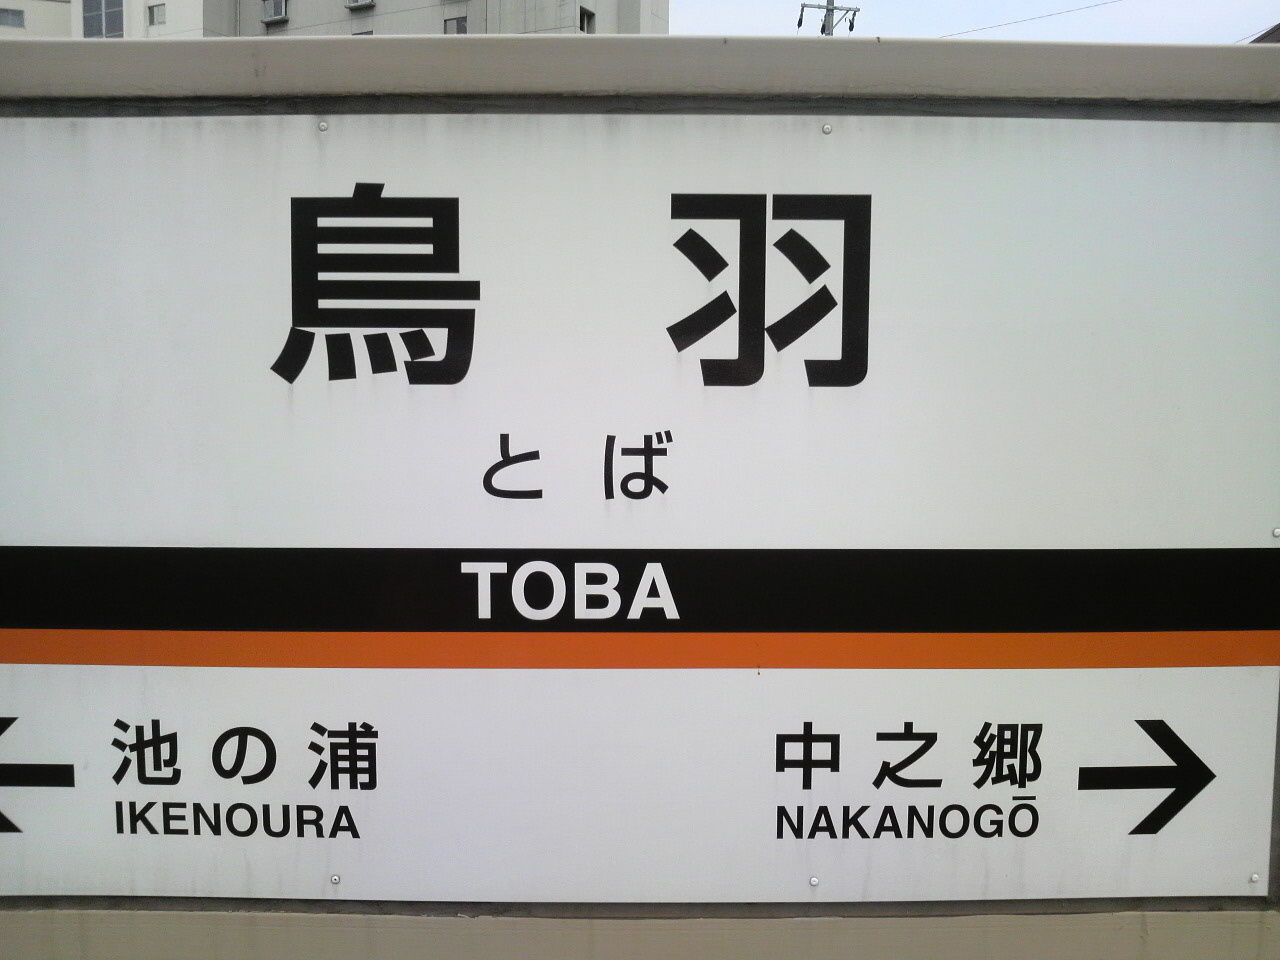 鳥羽
とば
TOBA
← 池の浦
IKENOURA
中之郷 →
NAKANOGŌ